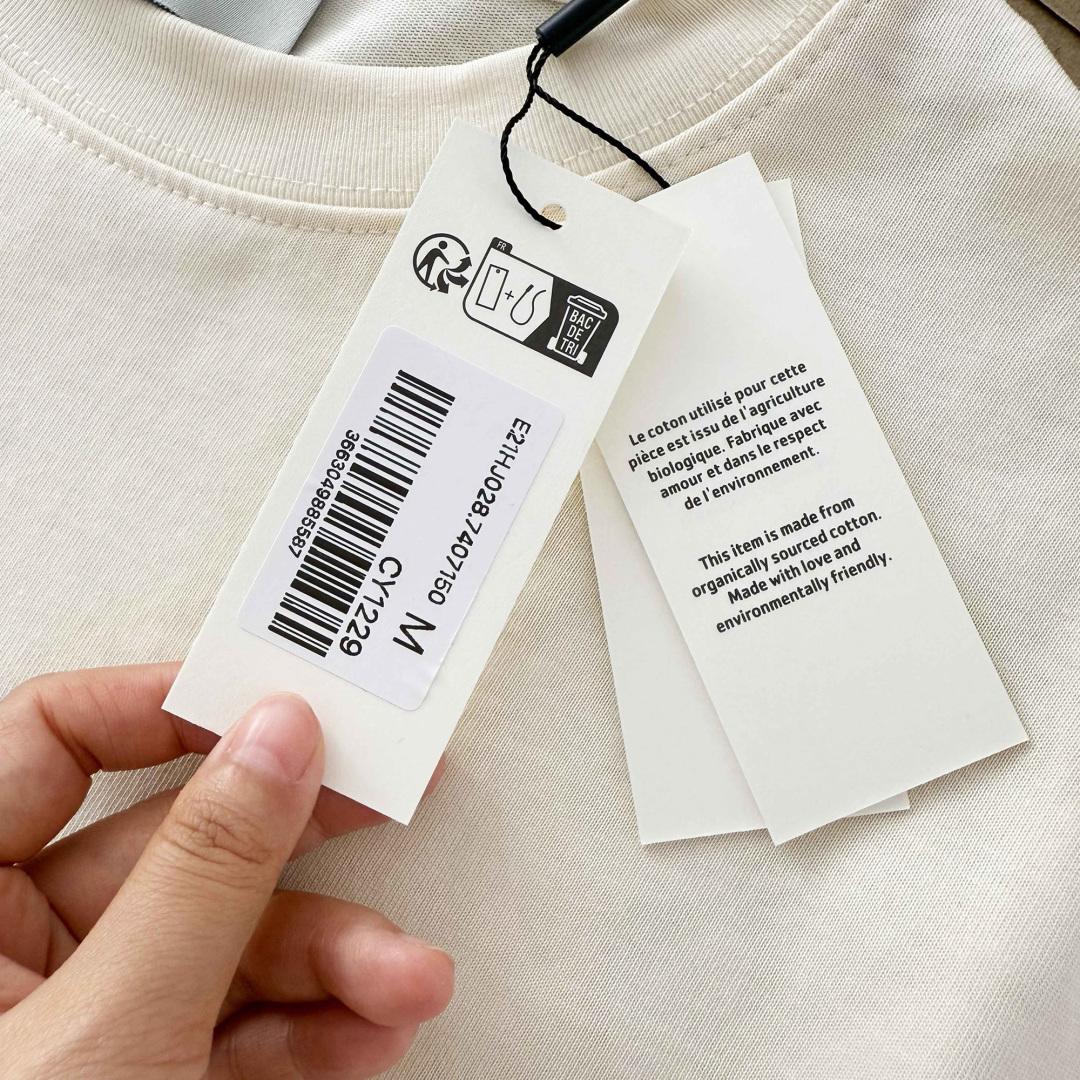 FR
+
BAC
DE
TRI
E21HJ028.7407150
M
CY1229
3663049885587
Le coton utilisé pour cette
pièce est issu de l'agriculture
biologique. Fabrique avec
amour et dans le respect
de l'environnement.
This item is made from
organically sourced cotton.
Made with love and
environmentally friendly.